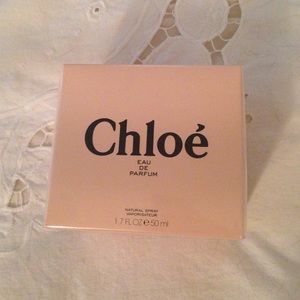 Chloé
EAU
DE
PARFUM
NATURAL SPRAY
VAPORISATEUR
1.7 FL.OZ ℮ 50 ml